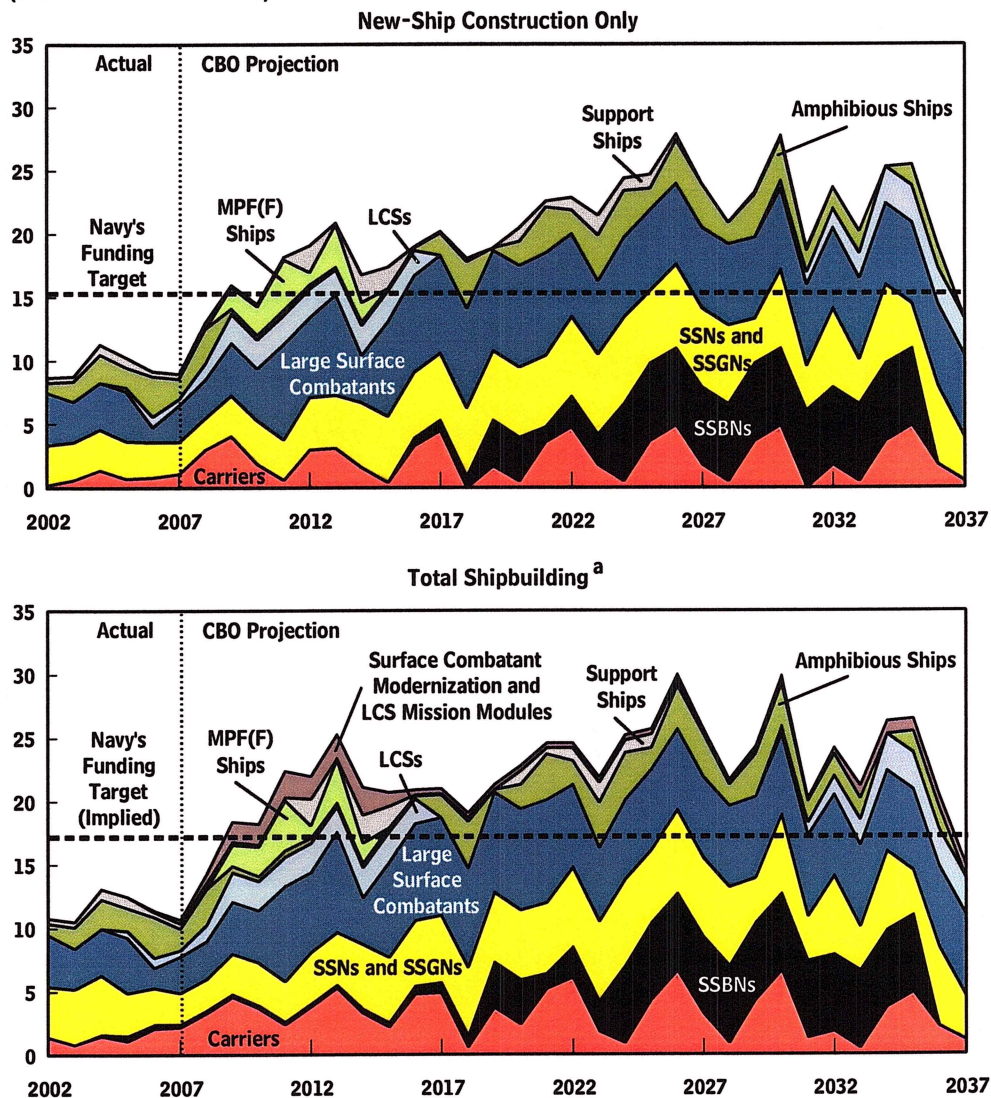 New-Ship Construction Only
35
Actual
CBO Projection
30
Support
Ships
Amphibious Ships
25
MPF(F)
Ships
LCSs
Navy's
Funding
Target
20
15
SSNs and
SSGNs
Large Surface
Combatants
10
SSBNs
5
Carriers
0
2002 2007 2012 2017 2022 2027 2032 2037
Total Shipbuilding a
35
Actual
CBO Projection
Surface Combatant
Modernization and
LCS Mission Modules
30
Support
Ships
Amphibious Ships
25
MPF(F)
Ships
LCSs
Navy's
Funding
Target
(Implied)
20
15
Large
Surface
Combatants
10
SSNs and SSGNs
SSBNs
5
Carriers
0
2002 2007 2012 2017 2022 2027 2032 2037